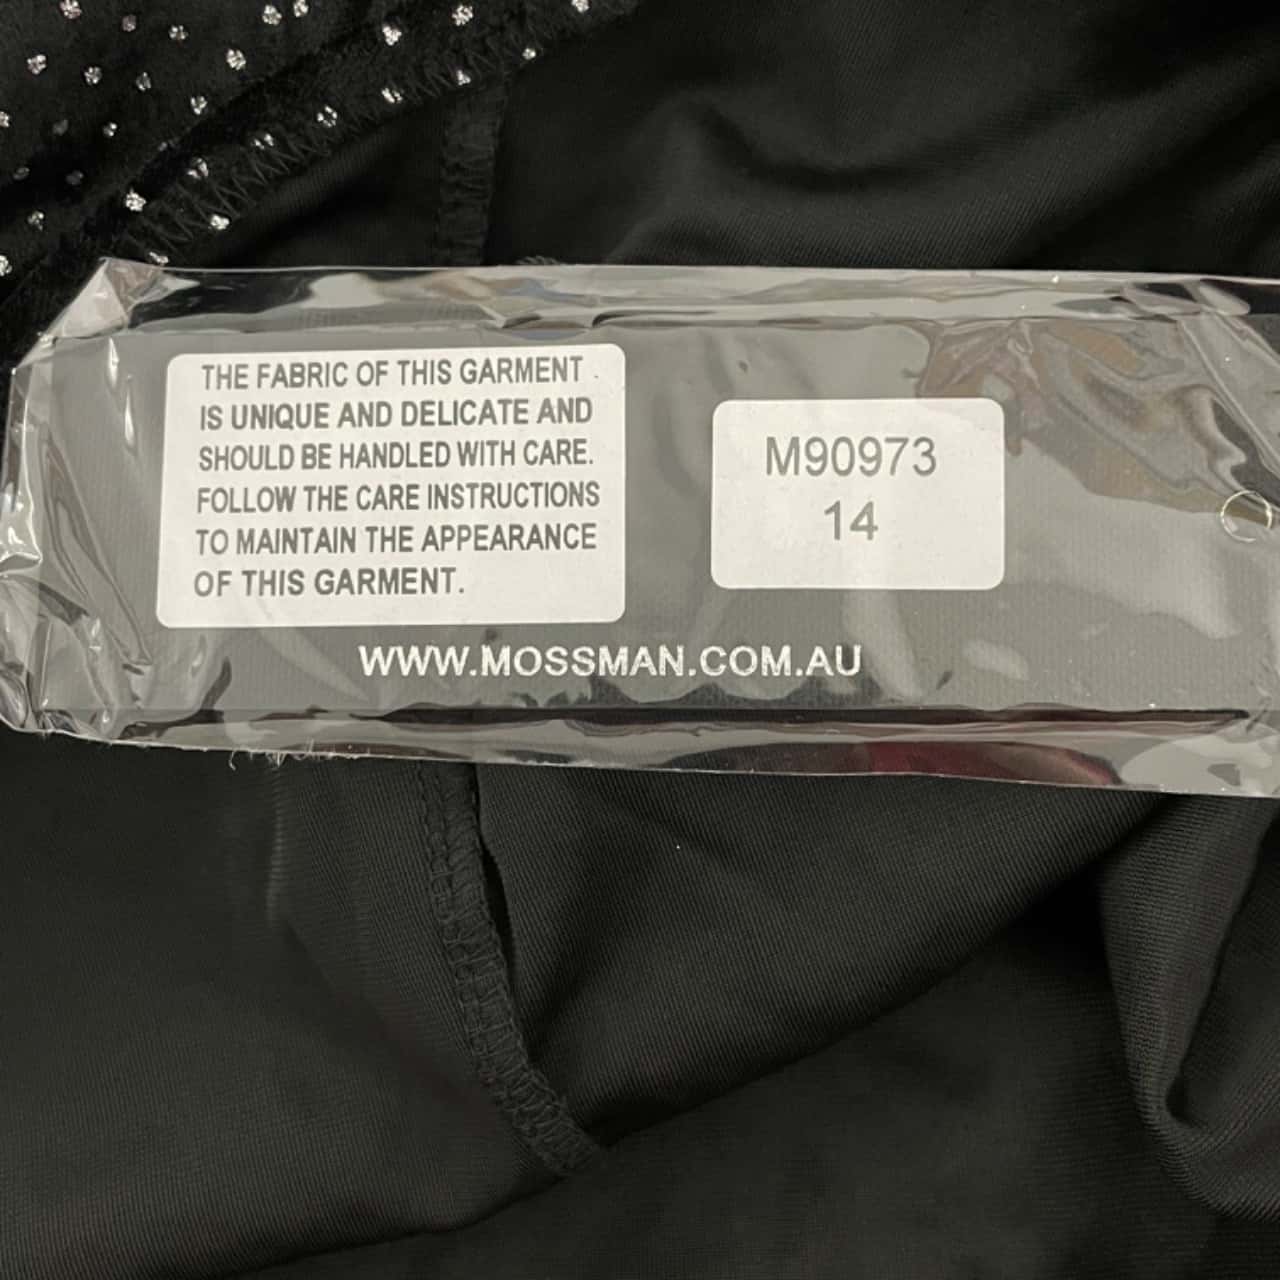 THE FABRIC OF THIS GARMENT
IS UNIQUE AND DELICATE AND
SHOULD BE HANDLED WITH CARE.
FOLLOW THE CARE INSTRUCTIONS
TO MAINTAIN THE APPEARANCE
OF THIS GARMENT.
M90973
14
WWW.MOSSMAN.COM.AU